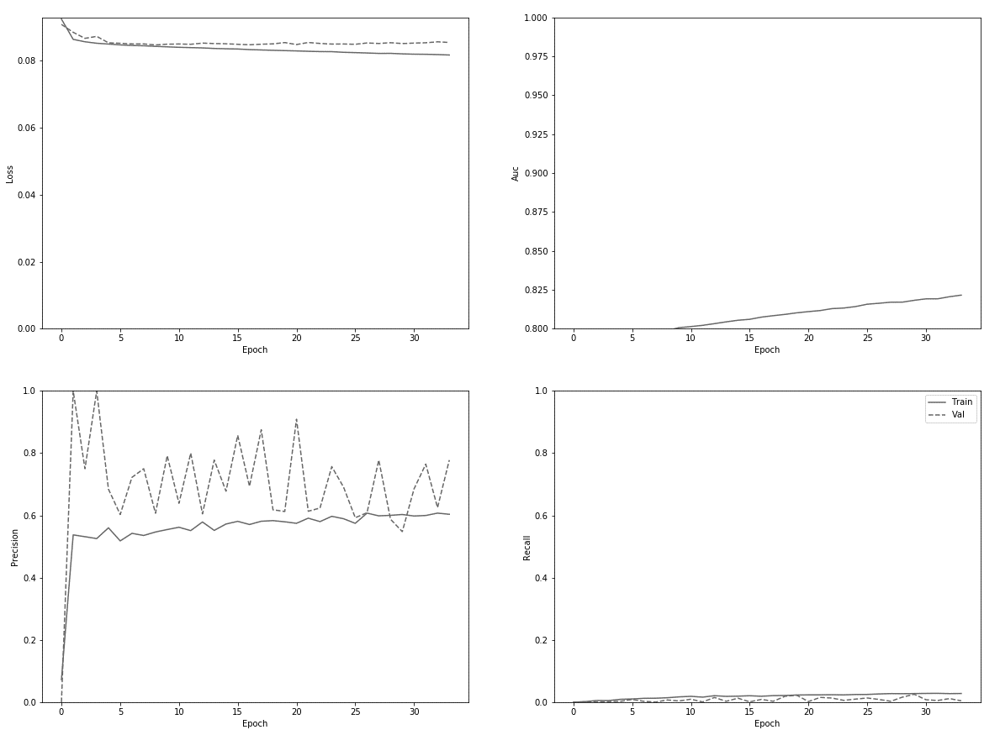 0.08
0.06
0.04
0.02
0.00
Loss
0 5 10 15 20 25 30
Epoch
1.000
0.975
0.950
0.925
0.900
0.875
0.850
0.825
0.800
Auc
0 5 10 15 20 25 30
Epoch
1.0
0.8
0.6
0.4
0.2
0.0
Precision
0 5 10 15 20 25 30
Epoch
1.0
0.8
0.6
0.4
0.2
0.0
Recall
Train
Val
0 5 10 15 20 25 30
Epoch